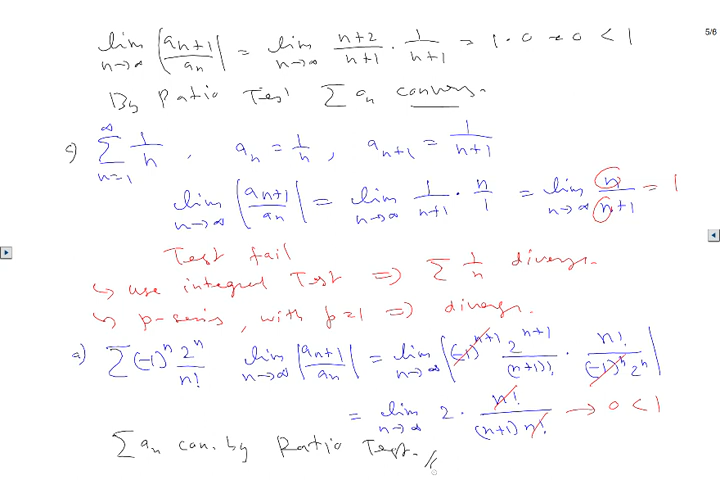 5/6
lim n→∞ |a_{n+1}/a_n| = lim n→∞ (n+2)/(n+1) · 1/(n+1) → 1·0 → 0 < 1
By Ratio Test ∑ a_n convers.
c) ∑_{n=1}^{∞} 1/n , a_n = 1/n , a_{n+1} = 1/(n+1)
lim n→∞ |a_{n+1}/a_n| = lim n→∞ 1/(n+1) · n/1 = lim n→∞ n/(n+1) = 1
Test fail
↳ use integral Test ⇒ ∑ 1/n diverge.
↳ p-series, with p=1 ⇒ diverge.
a) ∑ (-1)^n 2^n/n! lim n→∞ |a_{n+1}/a_n| = lim n→∞ |(-1)^{n+1} 2^{n+1}/(n+1)! · n!/((-1)^n 2^n)|
= lim n→∞ 2 · n!/((n+1) n!) → 0 < 1
∑ a_n con. by Ratio Test.